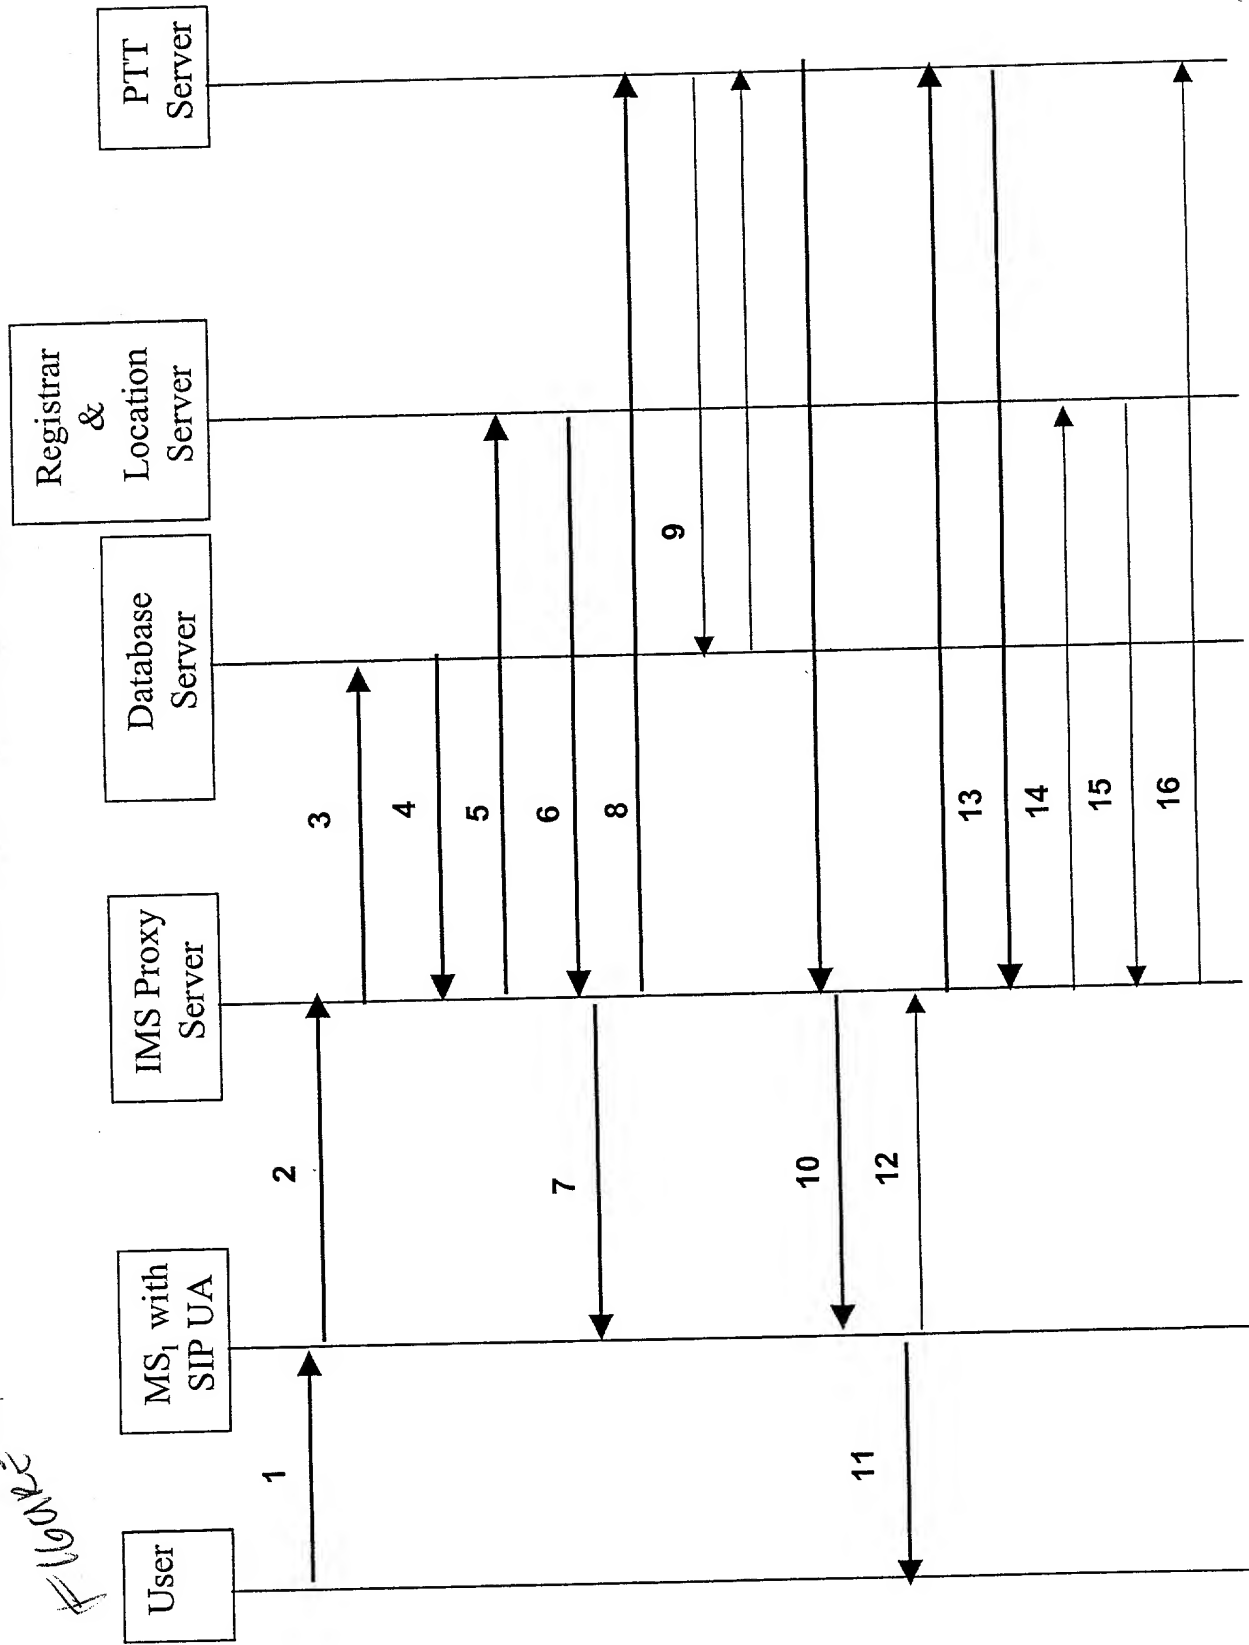 FIGURE
User
MS1 with
SIP UA
IMS Proxy
Server
Database
Server
Registrar
&
Location
Server
PTT
Server
1
2
3
4
5
6
7
8
9
10
11
12
13
14
15
16